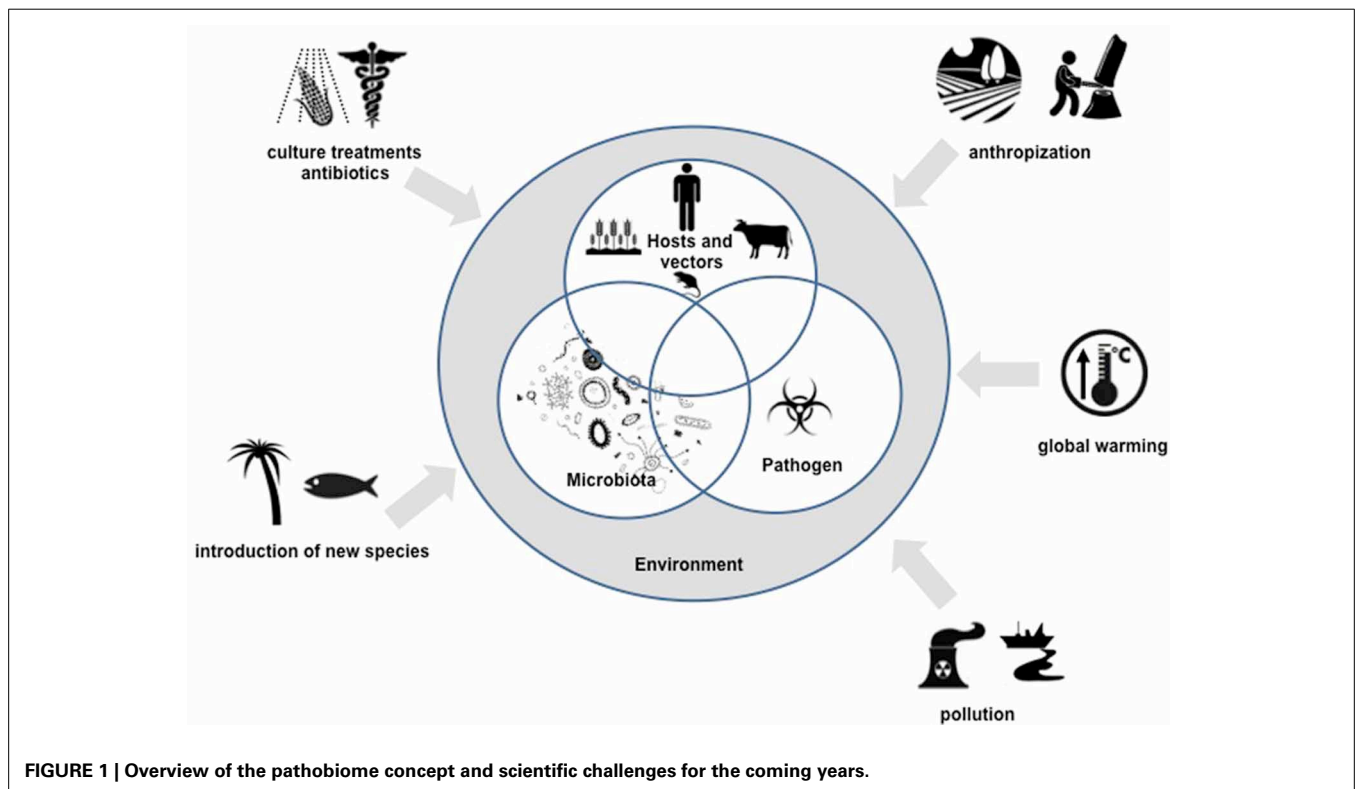 culture treatments
antibiotics
anthropization
Hosts and
vectors
°C
global warming
Pathogen
Microbiota
introduction of new species
Environment
pollution
FIGURE 1 | Overview of the pathobiome concept and scientific challenges for the coming years.